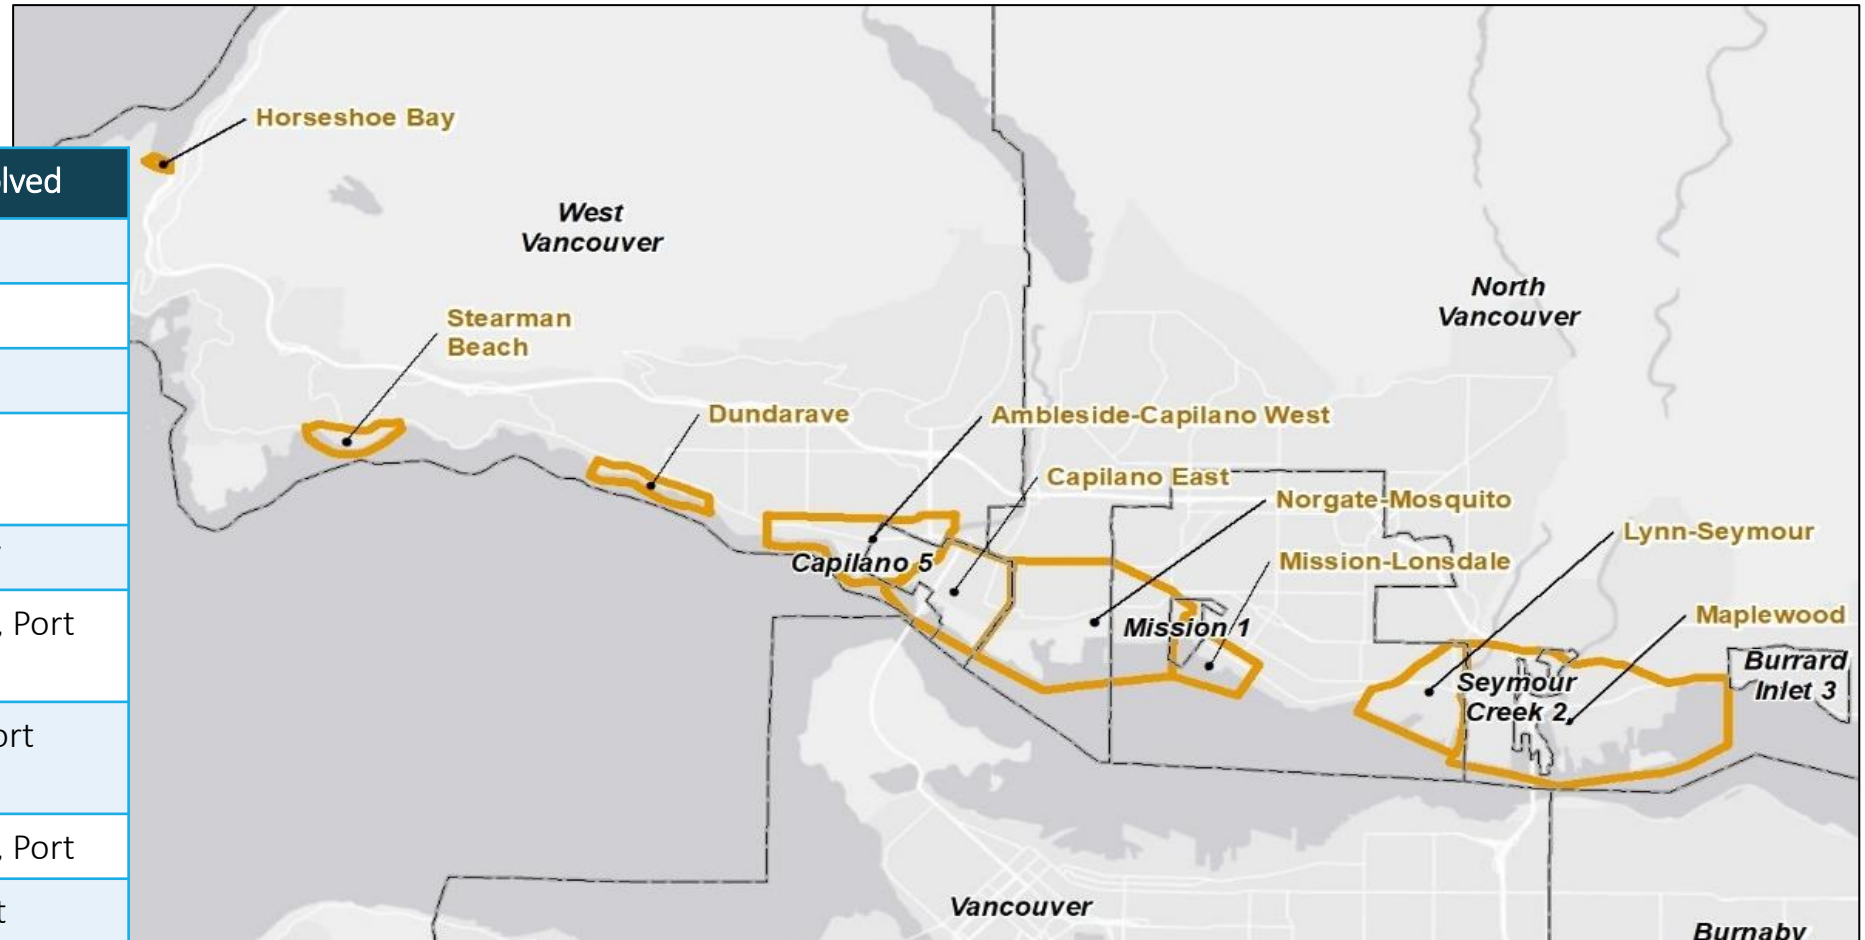 Horseshoe Bay
West
Vancouver
North
Vancouver
Stearman
Beach
Dundarave
Ambleside-Capilano West
Capilano East
Norgate-Mosquito
Lynn-Seymour
Mission-Lonsdale
Capilano 5
Mission 1
Maplewood
Seymour
Creek 2
Burrard
Inlet 3
Vancouver
Burnaby
lved
, Port
ort
, Port
t